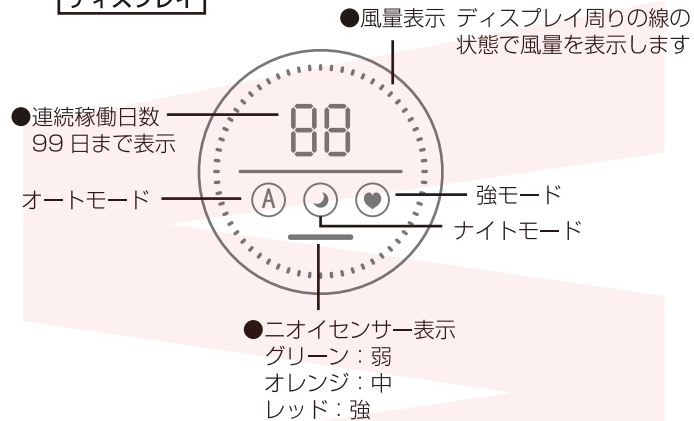 ディスプレイ
●風量表示 ディスプレイ周りの線の
状態で風量を表示します
●連続稼働日数
99 日まで表示
88
オートモード
A
強モード
ナイトモード
●ニオイセンサー表示
グリーン：弱
オレンジ：中
レッド：強